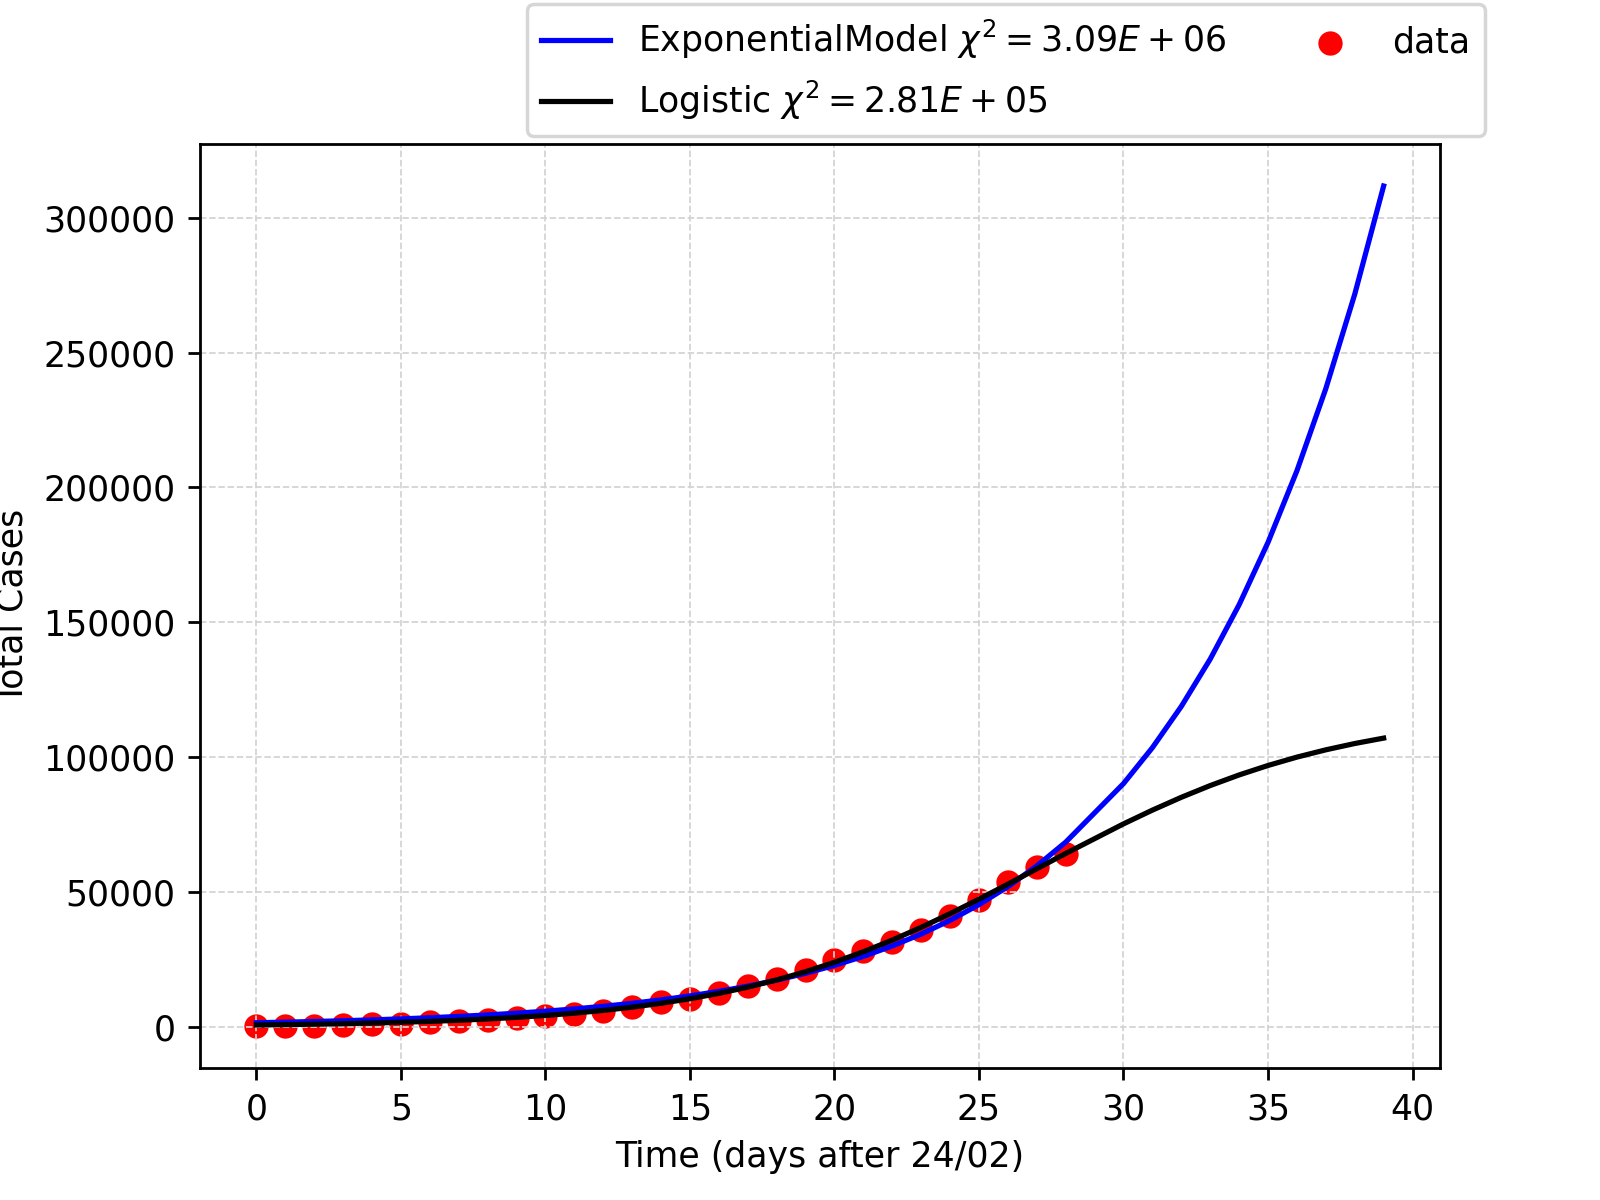 ExponentialModel χ² = 3.09E + 06
Logistic χ² = 2.81E + 05
data
300000
250000
200000
150000
100000
50000
0
Total Cases
0 5 10 15 20 25 30 35 40
Time (days after 24/02)